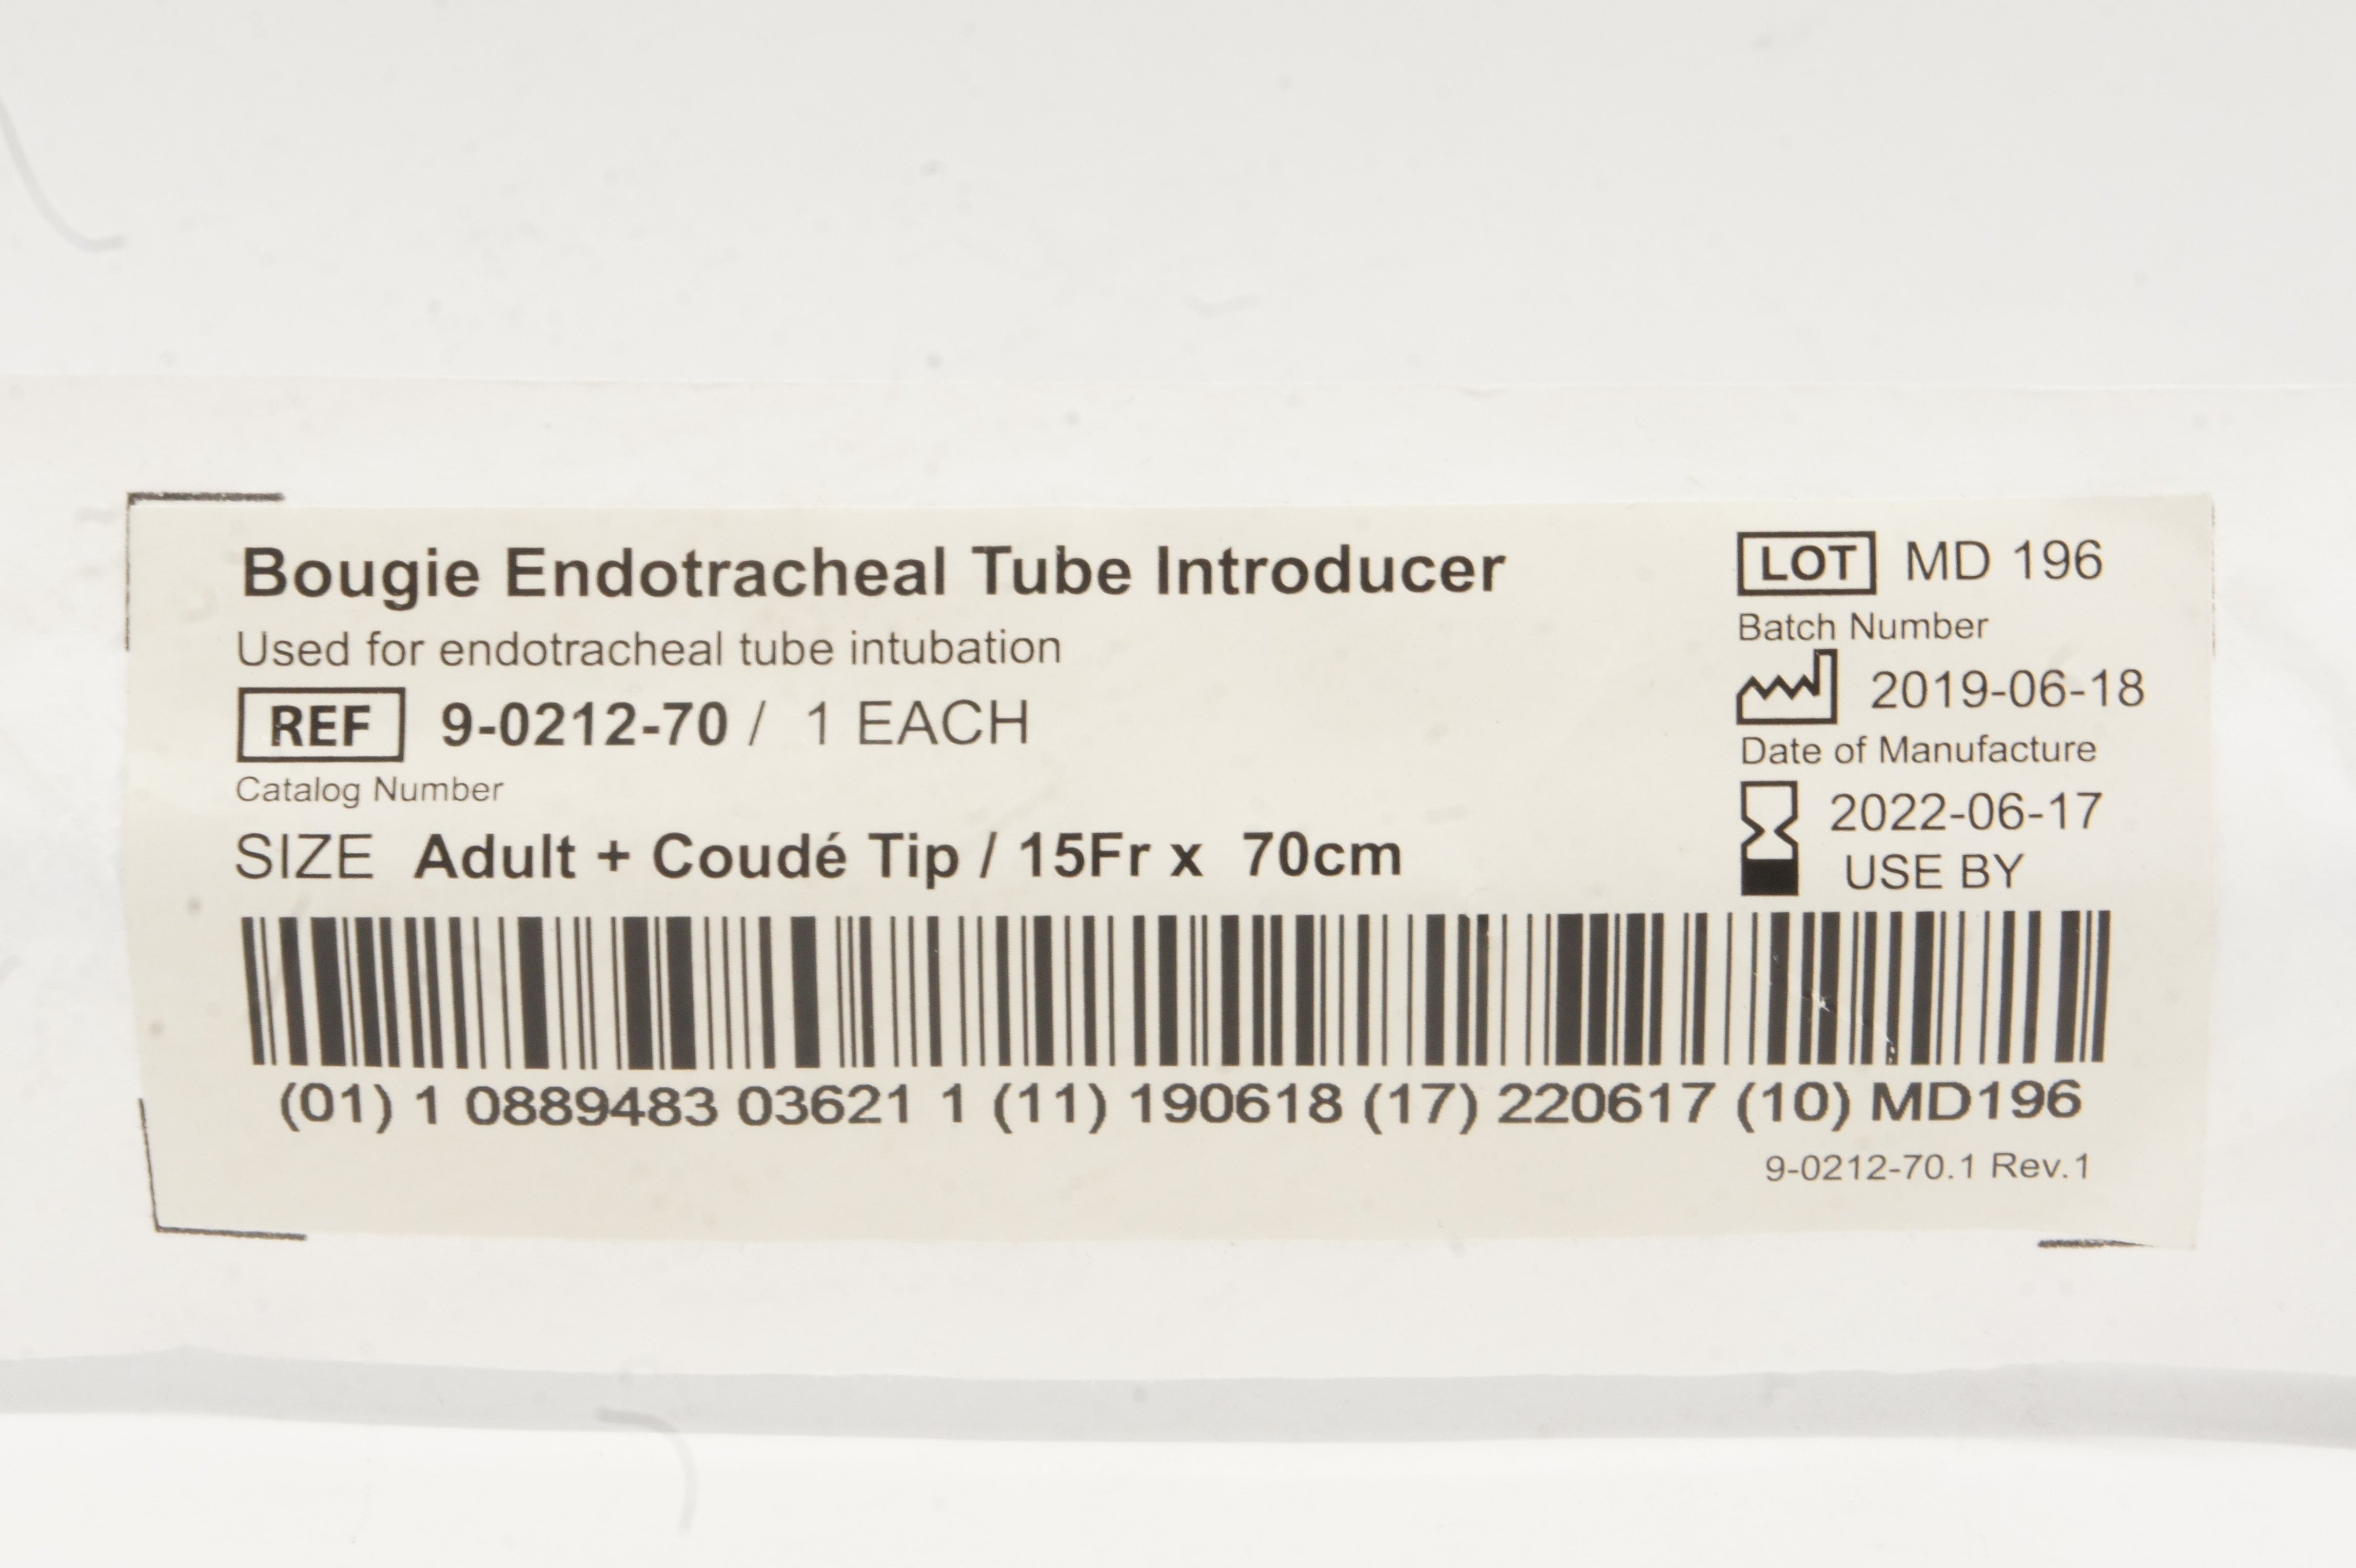 Bougie Endotracheal Tube Introducer
Used for endotracheal tube intubation
REF 9-0212-70 / 1 EACH
Catalog Number
SIZE Adult + Coudé Tip / 15Fr x 70cm
LOT MD 196
Batch Number
2019-06-18
Date of Manufacture
2022-06-17
USE BY
(01) 1 0889483 03621 1 (11) 190618 (17) 220617 (10) MD196
9-0212-70.1 Rev.1